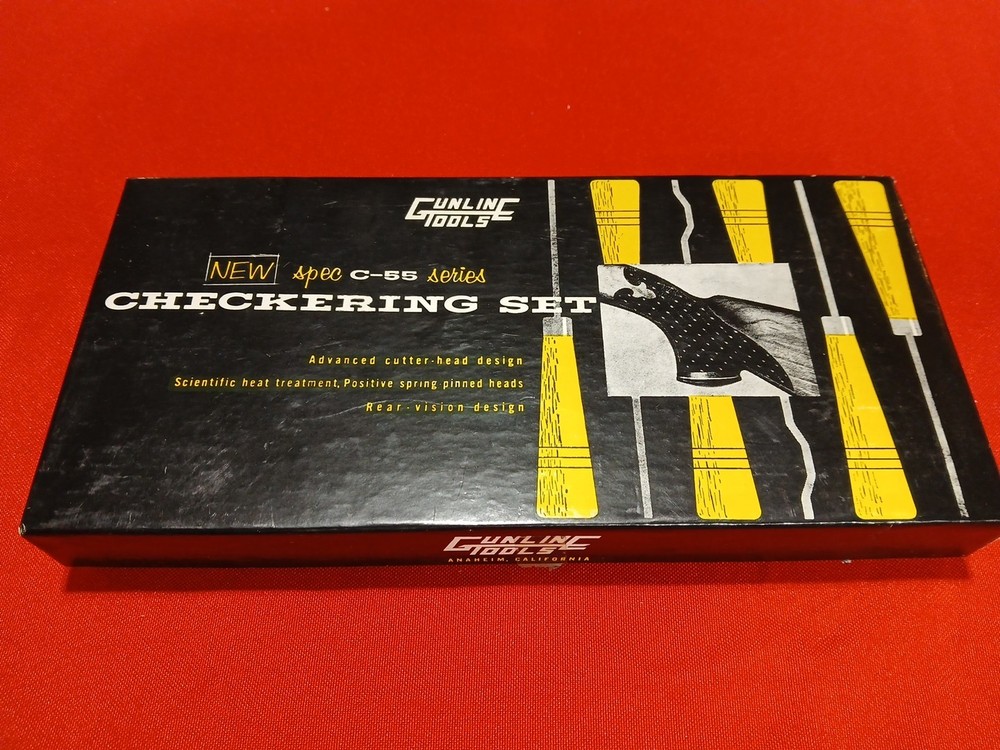 GUNLINE
TOOLS
NEW spec C-55 series
CHECKERING SET
Advanced cutter-head design
Scientific heat treatment, Positive spring pinned heads
Rear-vision design
GUNLINE
TOOLS
ANAHEIM, CALIFORNIA